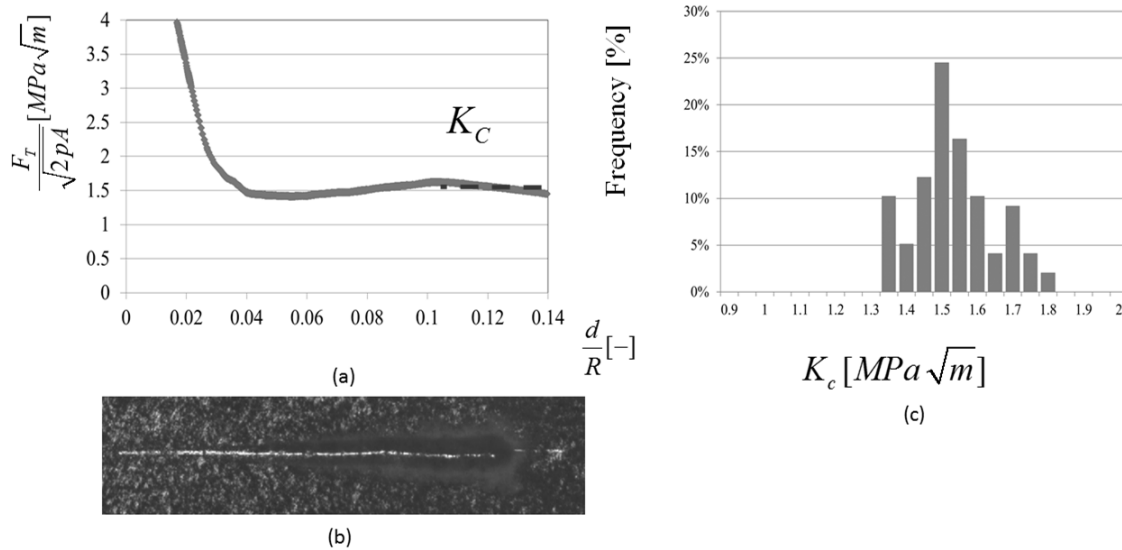 4
3.5
3
2.5
2
1.5
1
0.5
0
F_T / √2pA [MPa√m]
K_C
0 0.02 0.04 0.06 0.08 0.1 0.12 0.14
d/R [−]
(a)
(b)
30%
25%
20%
15%
10%
5%
0%
Frequency [%]
0.9 1 1.1 1.2 1.3 1.4 1.5 1.6 1.7 1.8 1.9 2
K_c [MPa√m]
(c)